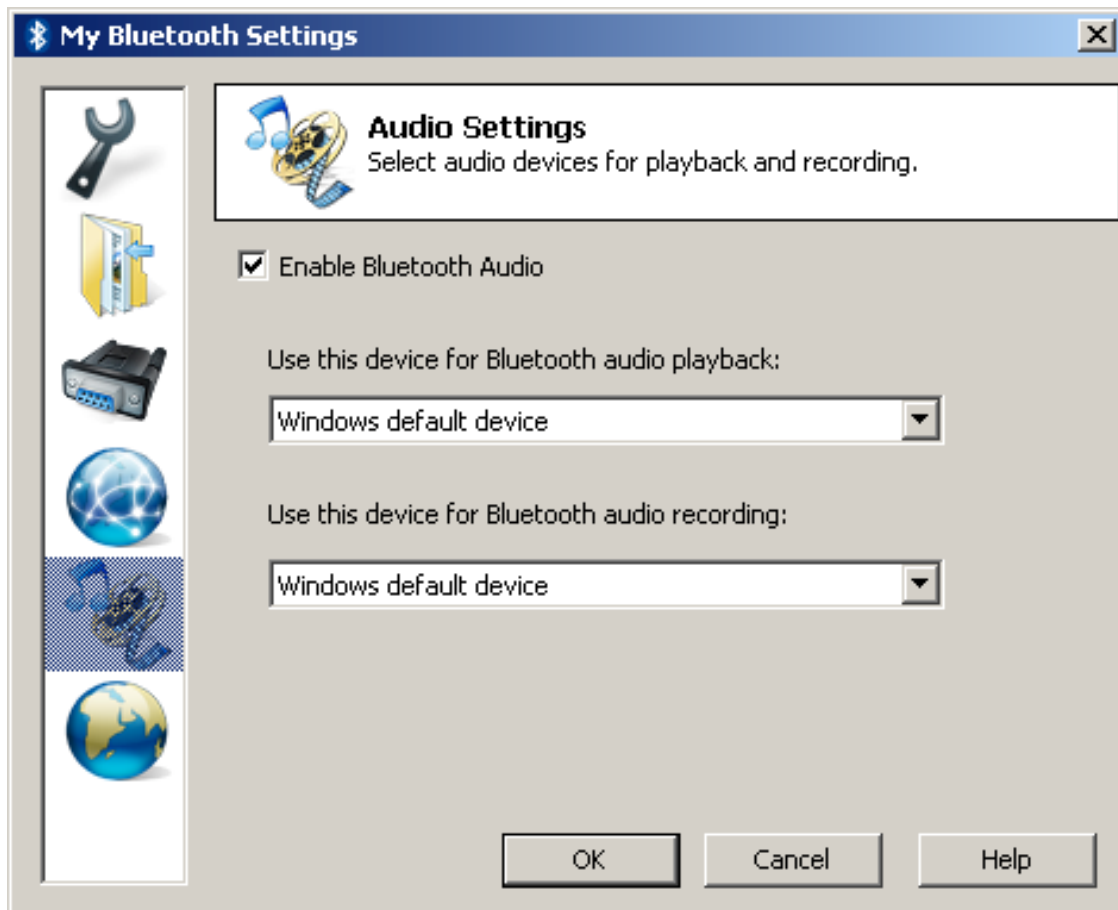 My Bluetooth Settings
Audio Settings
Select audio devices for playback and recording.
Enable Bluetooth Audio
Use this device for Bluetooth audio playback:
Windows default device
Use this device for Bluetooth audio recording:
Windows default device
OK
Cancel
Help